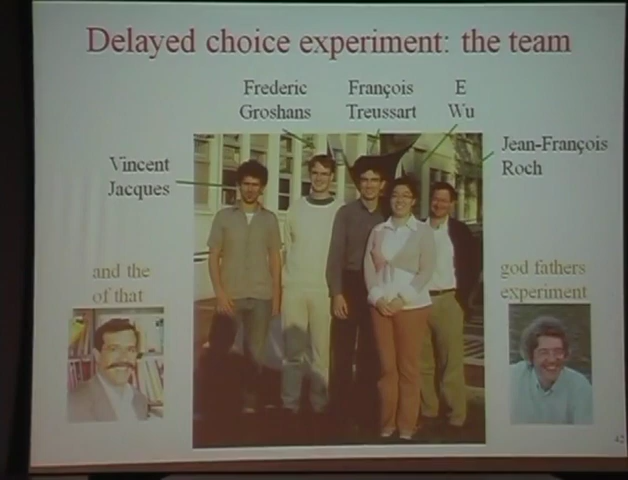 Delayed choice experiment: the team
Frederic
Groshans
François
Treussart
E
Wu
Jean-François
Roch
Vincent
Jacques
and the
of that
god fathers
experiment
42